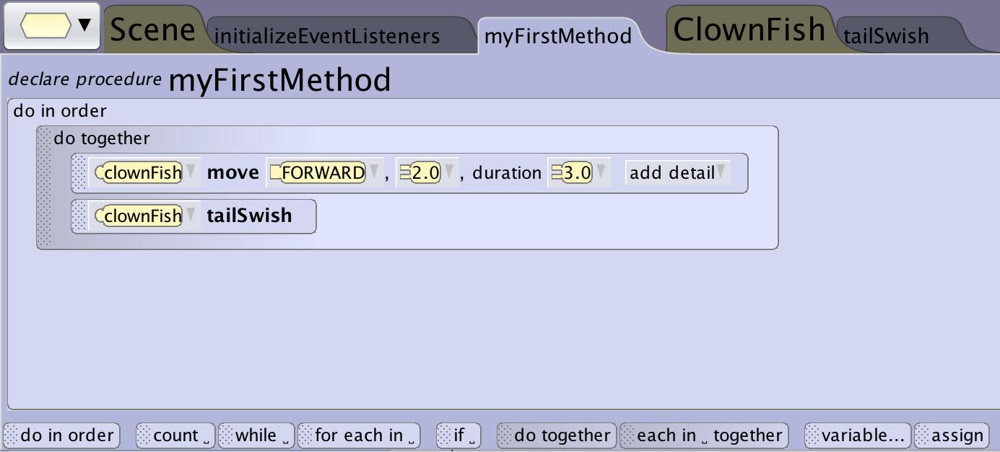 Scene initializeEventListeners myFirstMethod ClownFish tailSwish
declare procedure myFirstMethod
do in order
do together
clownFish move FORWARD , 2.0 , duration 3.0 add detail
clownFish tailSwish
do in order count while for each in if do together each in together variable... assign